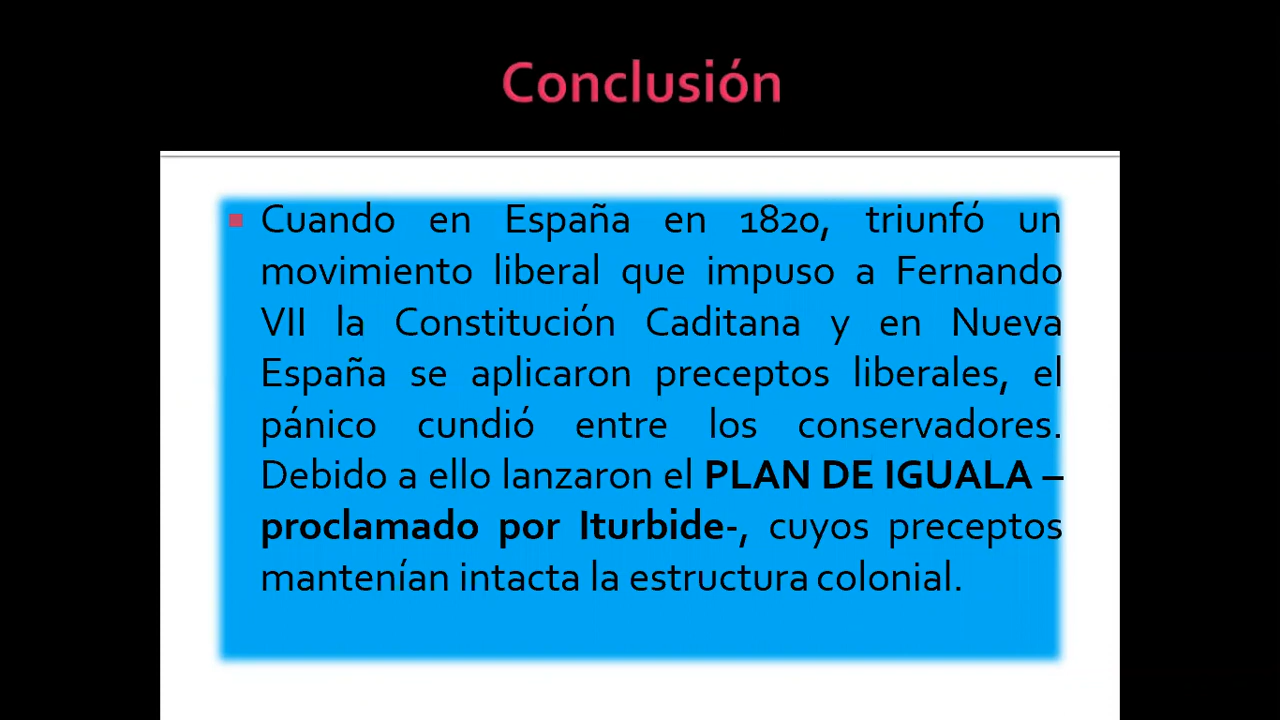 Conclusión
Cuando en España en 1820, triunfó un
movimiento liberal que impuso a Fernando
VII la Constitución Caditana y en Nueva
España se aplicaron preceptos liberales, el
pánico cundió entre los conservadores.
Debido a ello lanzaron el PLAN DE IGUALA –
proclamado por Iturbide-, cuyos preceptos
mantenían intacta la estructura colonial.